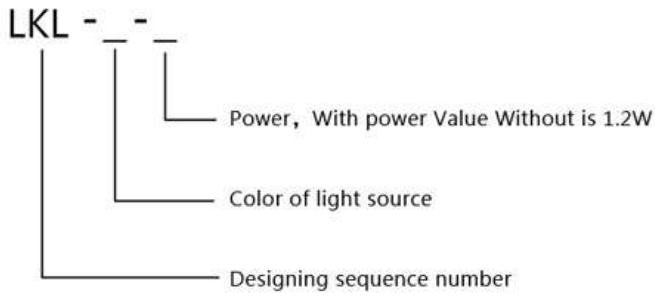 LKL -_-_
Power, With power Value Without is 1.2W
Color of light source
Designing sequence number